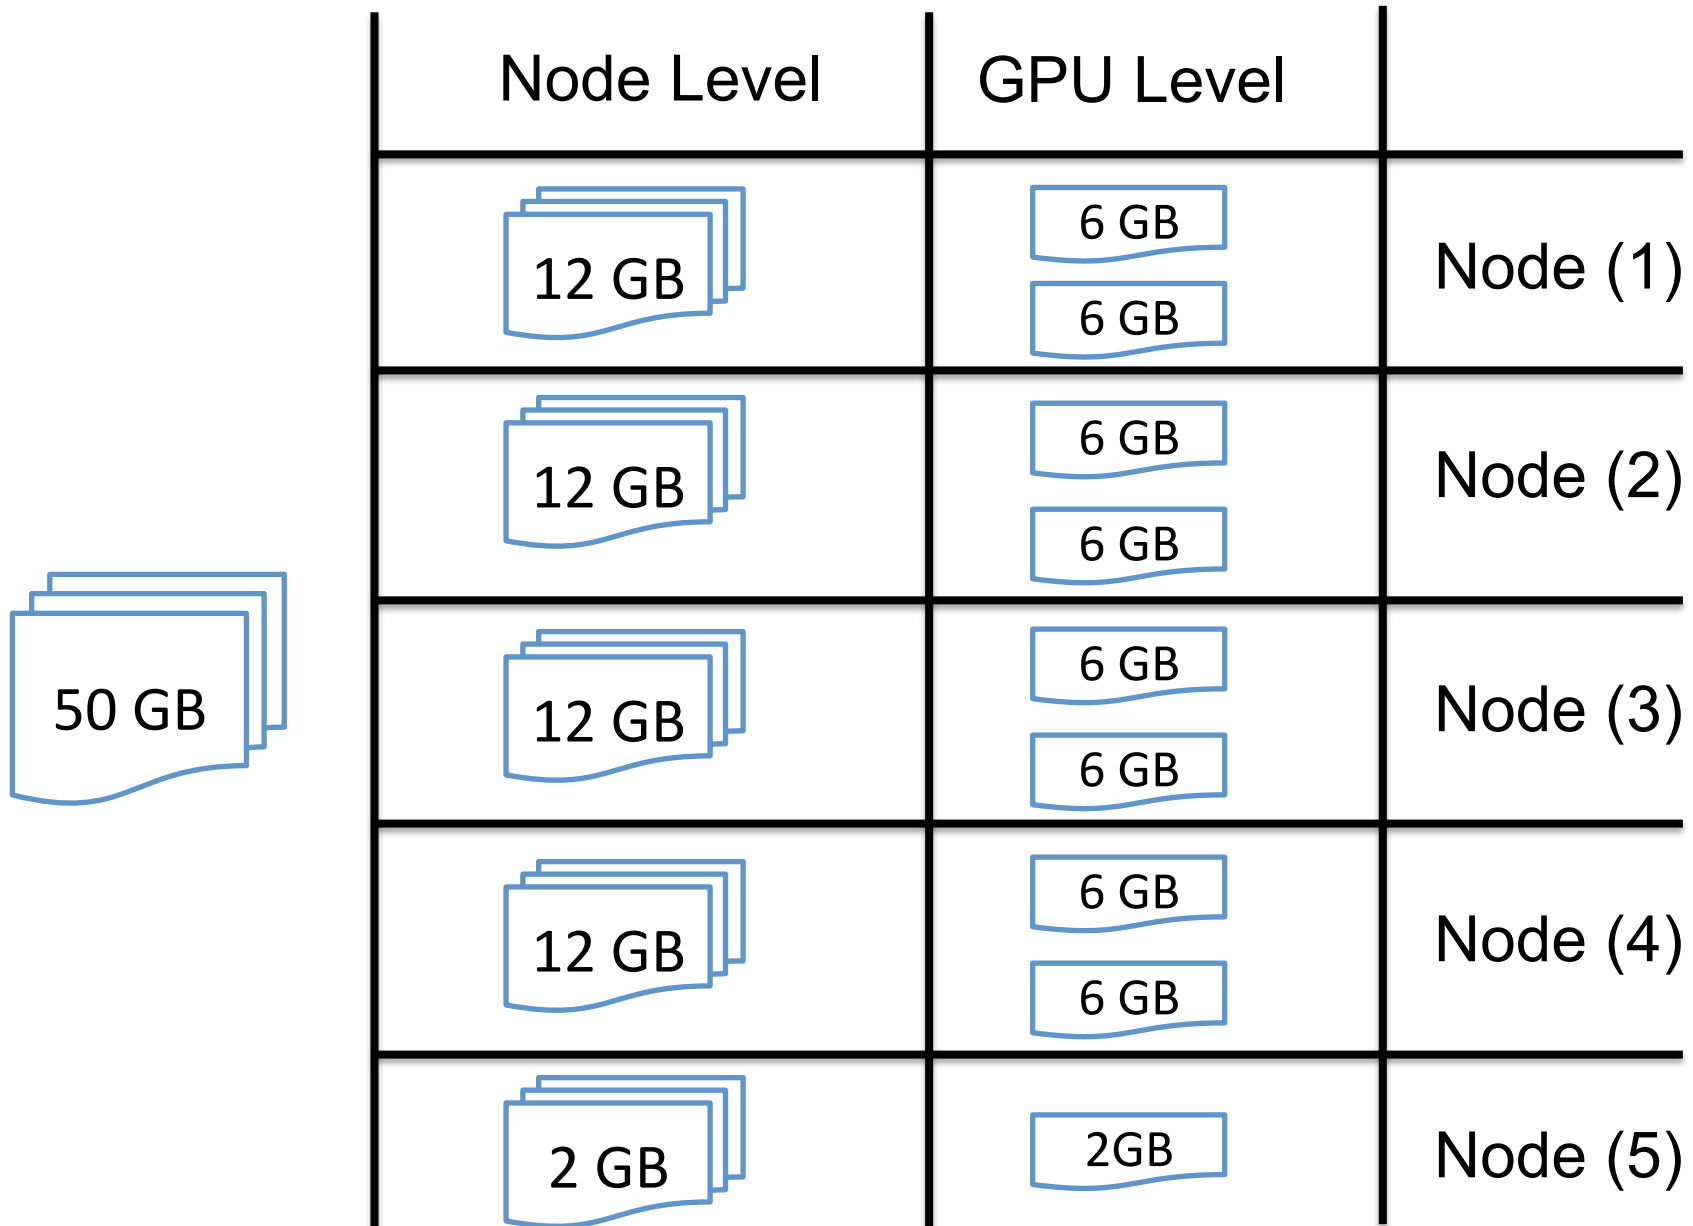 Node Level
GPU Level
12 GB
6 GB
6 GB
Node (1)
12 GB
6 GB
6 GB
Node (2)
50 GB
12 GB
6 GB
6 GB
Node (3)
12 GB
6 GB
6 GB
Node (4)
2 GB
2GB
Node (5)